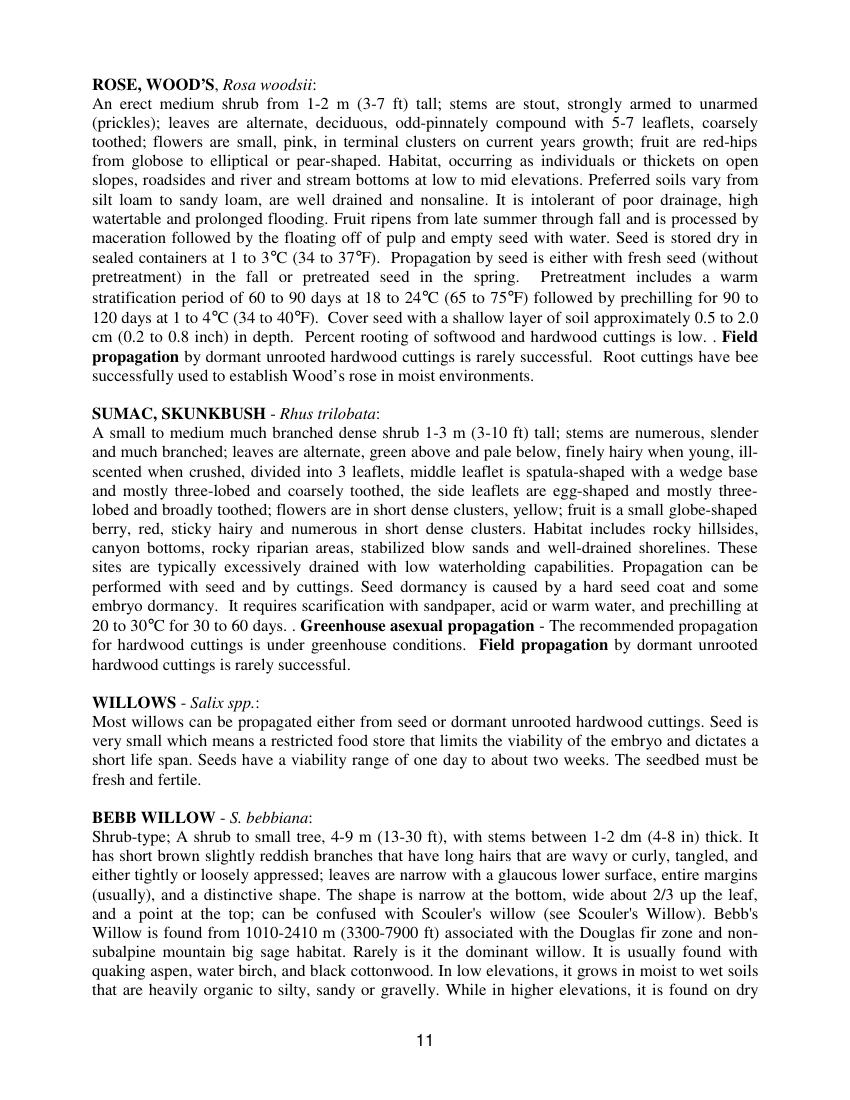 ROSE, WOOD'S, Rosa woodsii:
An erect medium shrub from 1-2 m (3-7 ft) tall; stems are stout, strongly armed to unarmed
(prickles); leaves are alternate, deciduous, odd-pinnately compound with 5-7 leaflets, coarsely
toothed; flowers are small, pink, in terminal clusters on current years growth; fruit are red-hips
from globose to elliptical or pear-shaped. Habitat, occurring as individuals or thickets on open
slopes, roadsides and river and stream bottoms at low to mid elevations. Preferred soils vary from
silt loam to sandy loam, are well drained and nonsaline. It is intolerant of poor drainage, high
watertable and prolonged flooding. Fruit ripens from late summer through fall and is processed by
maceration followed by the floating off of pulp and empty seed with water. Seed is stored dry in
sealed containers at 1 to 3°C (34 to 37°F). Propagation by seed is either with fresh seed (without
pretreatment) in the fall or pretreated seed in the spring. Pretreatment includes a warm
stratification period of 60 to 90 days at 18 to 24°C (65 to 75°F) followed by prechilling for 90 to
120 days at 1 to 4°C (34 to 40°F). Cover seed with a shallow layer of soil approximately 0.5 to 2.0
cm (0.2 to 0.8 inch) in depth. Percent rooting of softwood and hardwood cuttings is low. . Field
propagation by dormant unrooted hardwood cuttings is rarely successful. Root cuttings have bee
successfully used to establish Wood's rose in moist environments.
SUMAC, SKUNKBUSH - Rhus trilobata:
A small to medium much branched dense shrub 1-3 m (3-10 ft) tall; stems are numerous, slender
and much branched; leaves are alternate, green above and pale below, finely hairy when young, ill-
scented when crushed, divided into 3 leaflets, middle leaflet is spatula-shaped with a wedge base
and mostly three-lobed and coarsely toothed, the side leaflets are egg-shaped and mostly three-
lobed and broadly toothed; flowers are in short dense clusters, yellow; fruit is a small globe-shaped
berry, red, sticky hairy and numerous in short dense clusters. Habitat includes rocky hillsides,
canyon bottoms, rocky riparian areas, stabilized blow sands and well-drained shorelines. These
sites are typically excessively drained with low waterholding capabilities. Propagation can be
performed with seed and by cuttings. Seed dormancy is caused by a hard seed coat and some
embryo dormancy. It requires scarification with sandpaper, acid or warm water, and prechilling at
20 to 30°C for 30 to 60 days. . Greenhouse asexual propagation - The recommended propagation
for hardwood cuttings is under greenhouse conditions. Field propagation by dormant unrooted
hardwood cuttings is rarely successful.
WILLOWS - Salix spp.:
Most willows can be propagated either from seed or dormant unrooted hardwood cuttings. Seed is
very small which means a restricted food store that limits the viability of the embryo and dictates a
short life span. Seeds have a viability range of one day to about two weeks. The seedbed must be
fresh and fertile.
BEBB WILLOW - S. bebbiana:
Shrub-type; A shrub to small tree, 4-9 m (13-30 ft), with stems between 1-2 dm (4-8 in) thick. It
has short brown slightly reddish branches that have long hairs that are wavy or curly, tangled, and
either tightly or loosely appressed; leaves are narrow with a glaucous lower surface, entire margins
(usually), and a distinctive shape. The shape is narrow at the bottom, wide about 2/3 up the leaf,
and a point at the top; can be confused with Scouler's willow (see Scouler's Willow). Bebb's
Willow is found from 1010-2410 m (3300-7900 ft) associated with the Douglas fir zone and non-
subalpine mountain big sage habitat. Rarely is it the dominant willow. It is usually found with
quaking aspen, water birch, and black cottonwood. In low elevations, it grows in moist to wet soils
that are heavily organic to silty, sandy or gravelly. While in higher elevations, it is found on dry
11